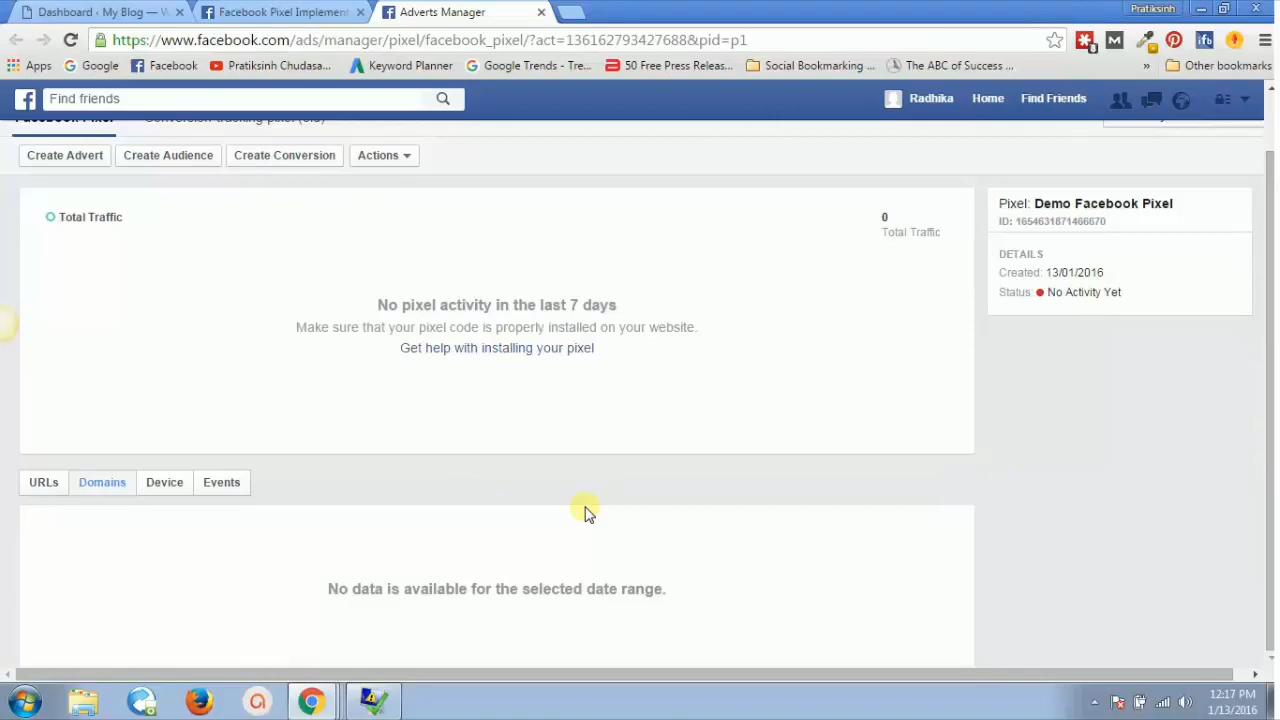 Dashboard ‹ My Blog — W
Facebook Pixel Implement
Adverts Manager
Pratiksinh
https://www.facebook.com/ads/manager/pixel/facebook_pixel/?act=136162793427688&pid=p1
Apps
Google
Facebook
Pratiksinh Chudasa...
Keyword Planner
Google Trends - Tre...
50 Free Press Releas...
Social Bookmarking ...
The ABC of Success ...
»
Other bookmarks
Find friends
Radhika
Home
Find Friends
Facebook Pixel
Conversion tracking pixel (old)
Create Advert
Create Audience
Create Conversion
Actions
Total Traffic
0
Total Traffic
No pixel activity in the last 7 days
Make sure that your pixel code is properly installed on your website.
Get help with installing your pixel
Pixel: Demo Facebook Pixel
ID: 1654631871466670
DETAILS
Created: 13/01/2016
Status: No Activity Yet
URLs
Domains
Device
Events
No data is available for the selected date range.
12:17 PM
1/13/2016